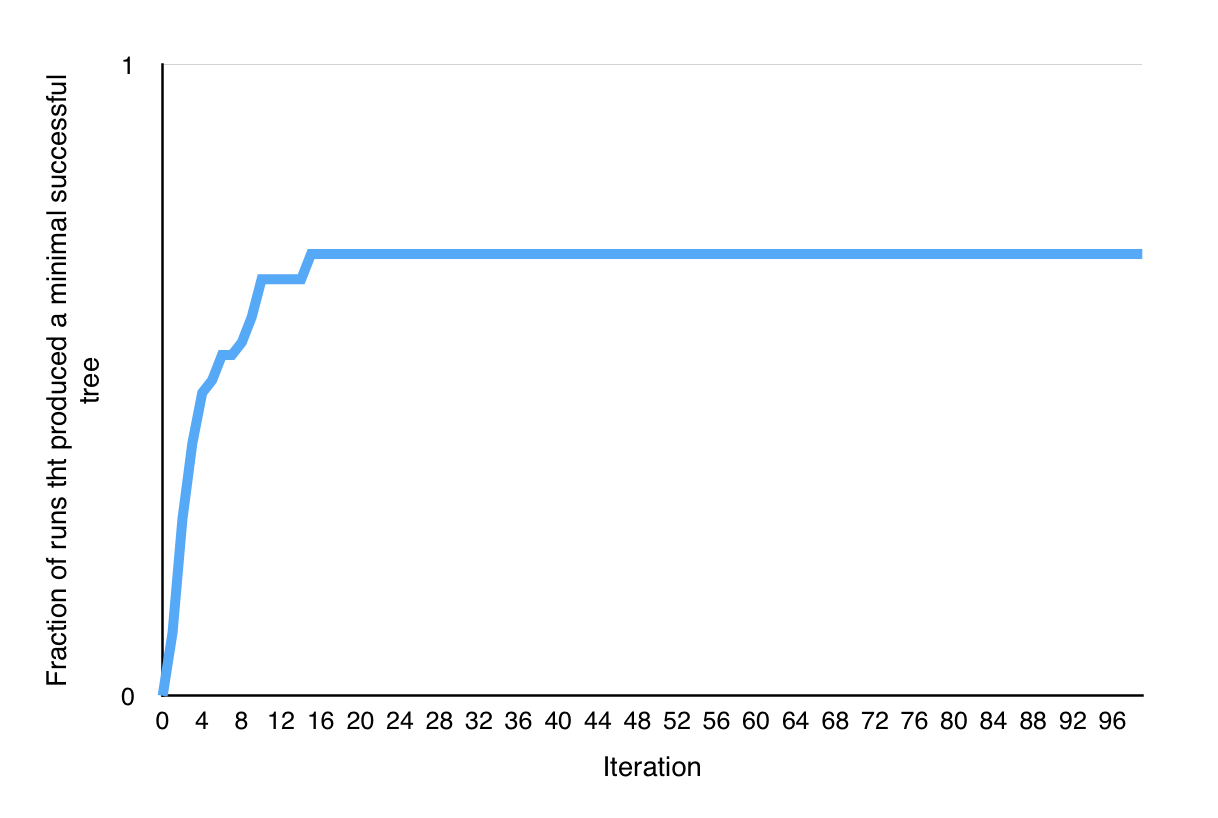 1
Fraction of runs tht produced a minimal successful
tree
0
0 4 8 12 16 20 24 28 32 36 40 44 48 52 56 60 64 68 72 76 80 84 88 92 96
Iteration